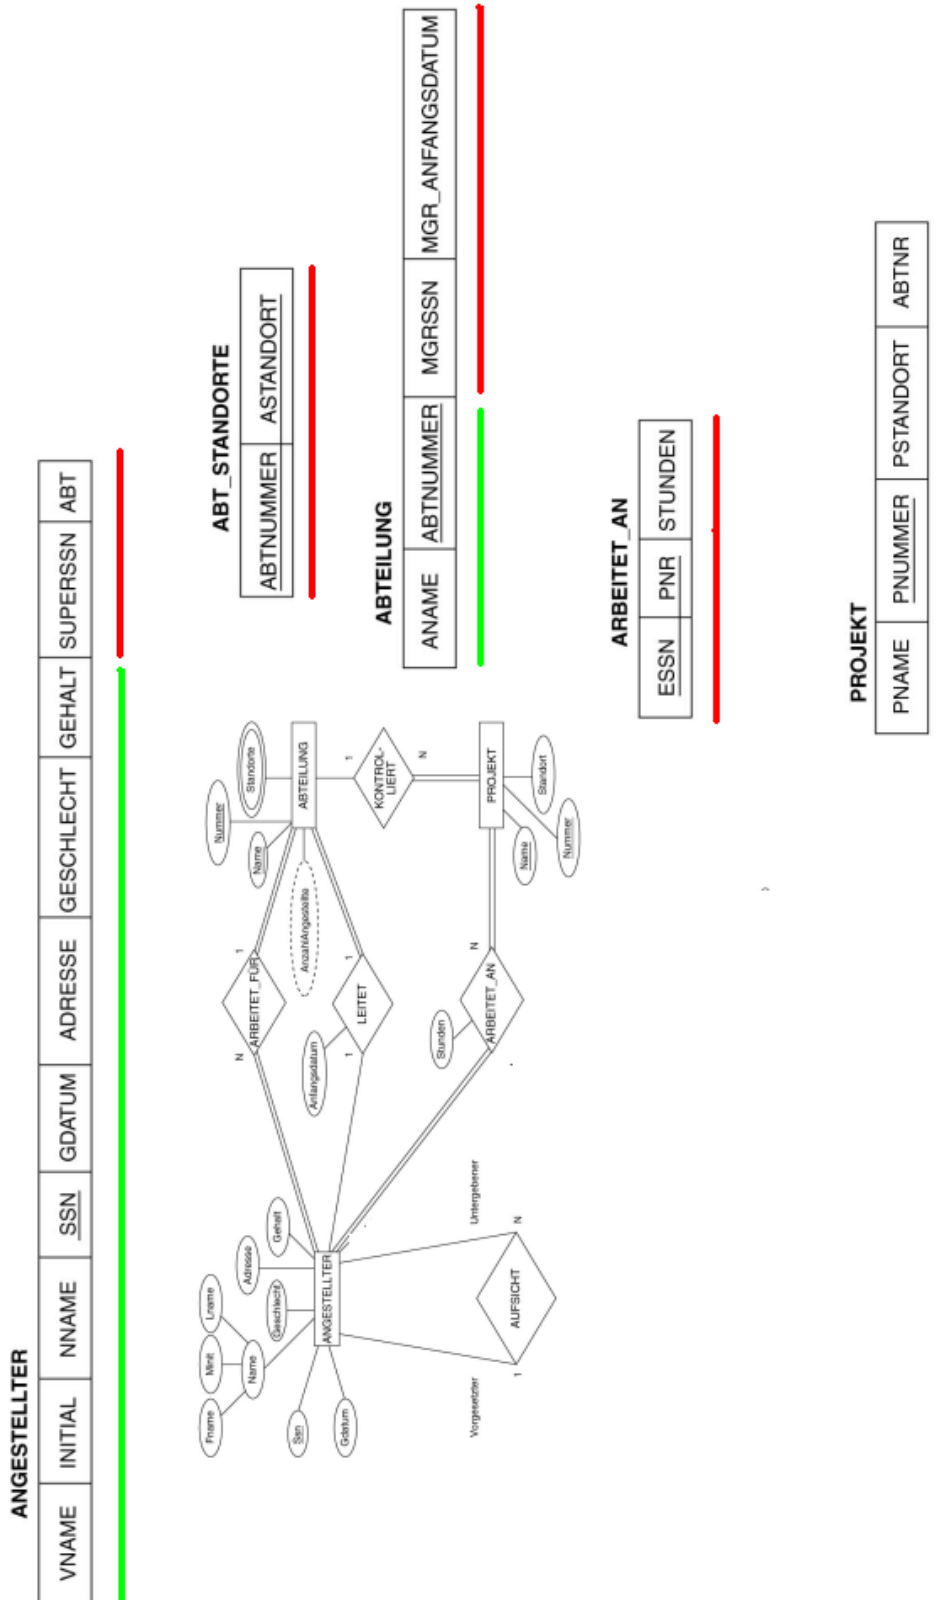 ANGESTELLTER
VNAME INITIAL NNAME SSN GDATUM ADRESSE GESCHLECHT GEHALT SUPERSSN ABT
ABT_STANDORTE
ABTNUMMER ASTANDORT
ABTEILUNG
ANAME ABTNUMMER MGRSSN MGR_ANFANGSDATUM
ARBEITET_AN
ESSN PNR STUNDEN
PROJEKT
PNAME PNUMMER PSTANDORT ABTNR
Fname Minit Lname
Name
Ssn
Gdatum
Geschlecht
Adresse
Gehalt
ANGESTELLTER
Vorgesetzter
1
AUFSICHT
N
Untergebener
N
ARBEITET_FÜR
1
1
LEITET
1
Anfangsdatum
Stunden
ARBEITET_AN
N
Nummer
Name
Standorte
AnzahlAngestellte
ABTEILUNG
1
KONTROL-
LIERT
N
PROJEKT
Name
Nummer
Standort